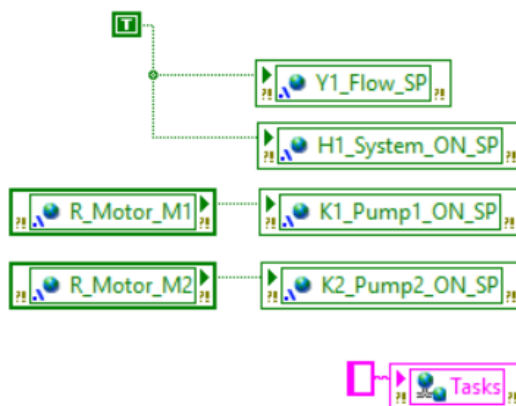 T
Y1_Flow_SP
H1_System_ON_SP
R_Motor_M1 K1_Pump1_ON_SP
R_Motor_M2 K2_Pump2_ON_SP
Tasks